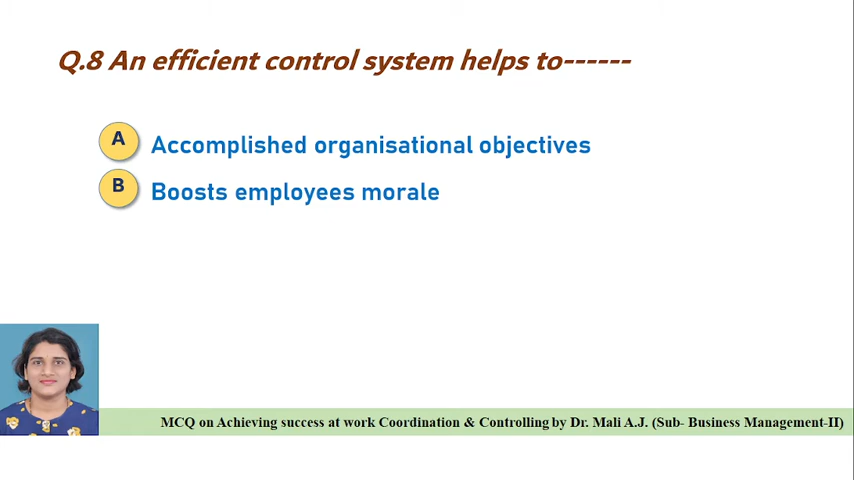 Q.8 An efficient control system helps to------
A Accomplished organisational objectives
B Boosts employees morale
MCQ on Achieving success at work Coordination & Controlling by Dr. Mali A.J. (Sub- Business Management-II)